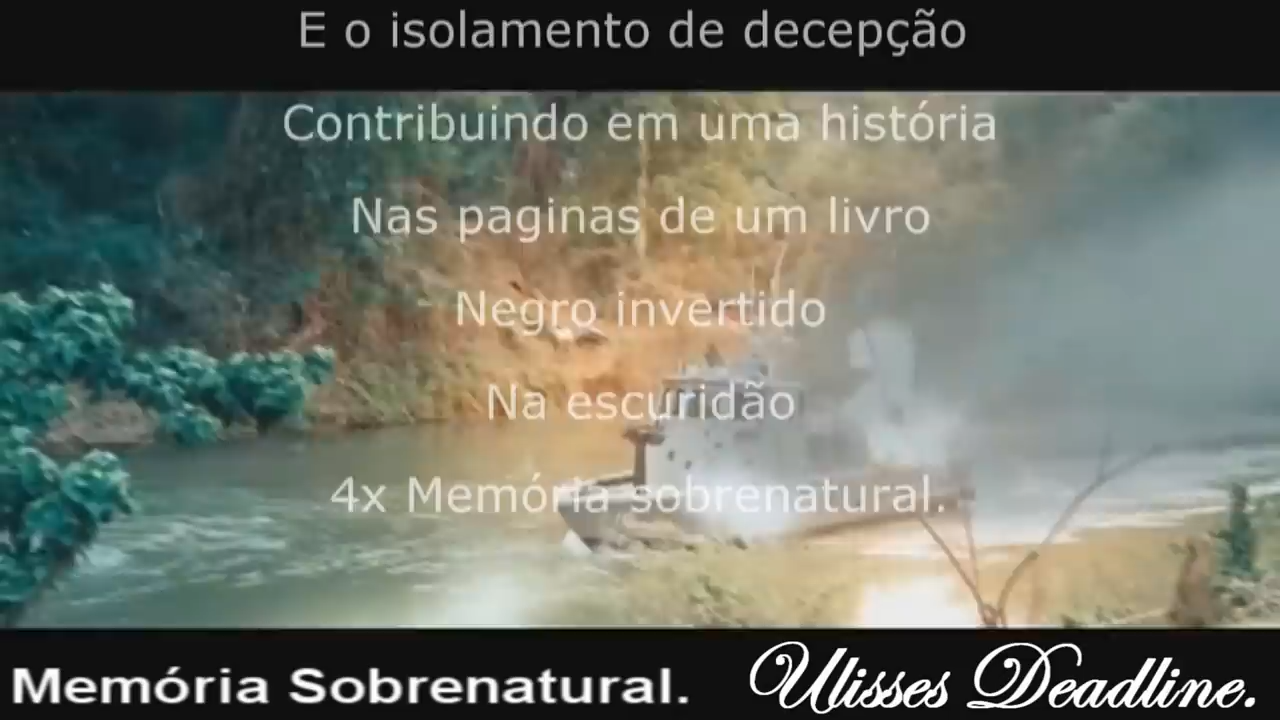 E o isolamento de decepção
Contribuindo em uma história
Nas paginas de um livro
Negro invertido
Na escuridão
4x Memória sobrenatural.
Memória Sobrenatural. Ulisses Deadline.